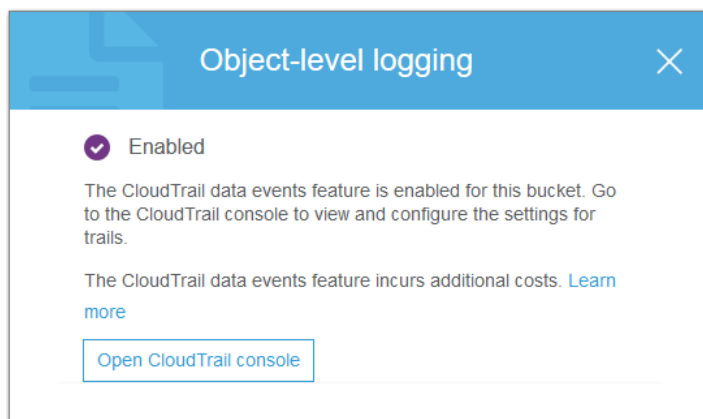 Object-level logging
Enabled
The CloudTrail data events feature is enabled for this bucket. Go
to the CloudTrail console to view and configure the settings for
trails.
The CloudTrail data events feature incurs additional costs. Learn
more
Open CloudTrail console